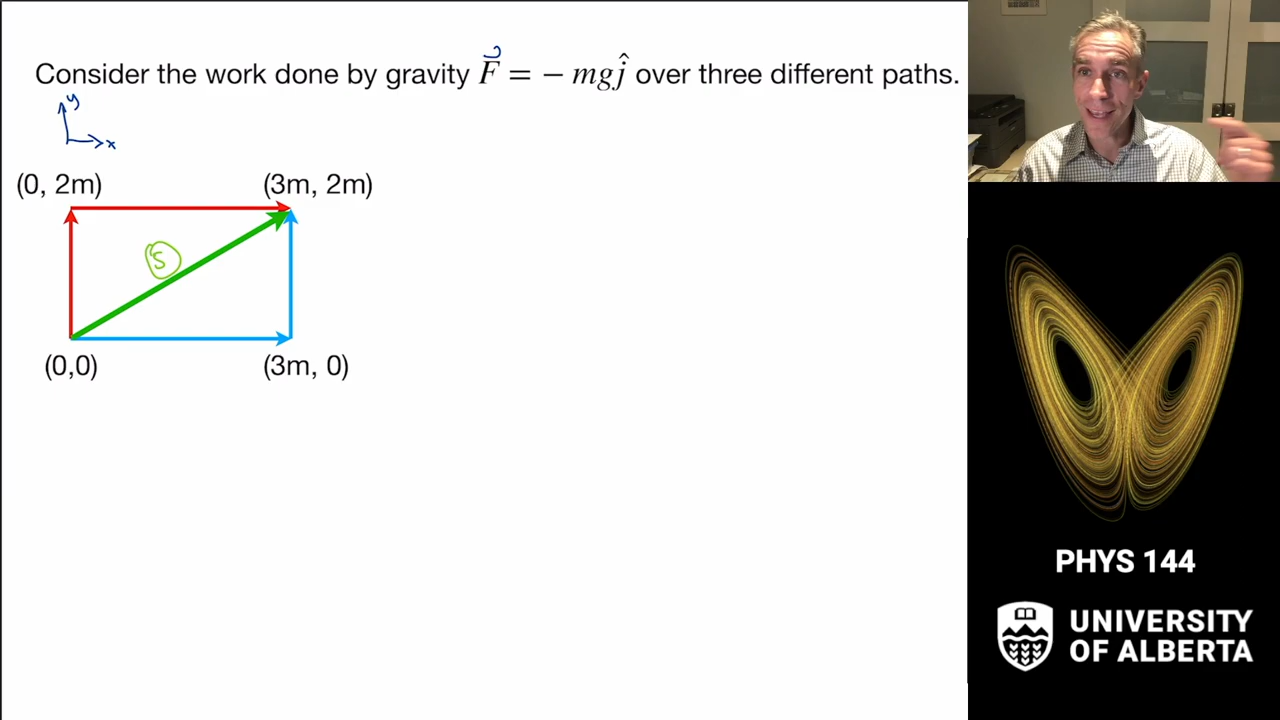 Consider the work done by gravity F⃗ = − mgĵ over three different paths.
y
x
(0, 2m) (3m, 2m)
S
(0,0) (3m, 0)
PHYS 144
UNIVERSITY
OF ALBERTA